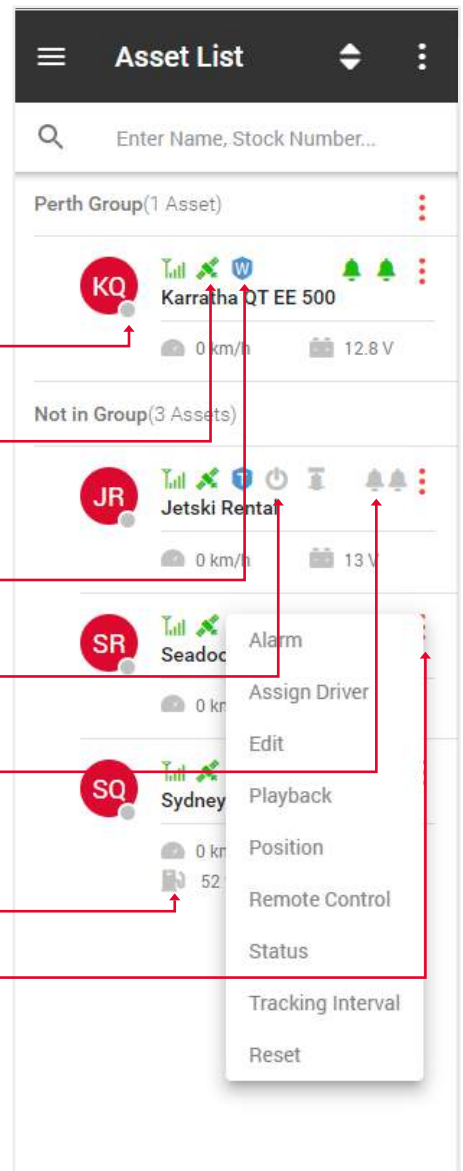 Asset List
Enter Name, Stock Number...
Perth Group(1 Asset)
KQ
W
Karratha QT EE 500
0 km/h 12.8 V
Not in Group(3 Assets)
JR
T
Jetski Rental
0 km/h 13 V
SR
Seadoo
0 km
SQ
Sydney
0 km
52
Alarm
Assign Driver
Edit
Playback
Position
Remote Control
Status
Tracking Interval
Reset